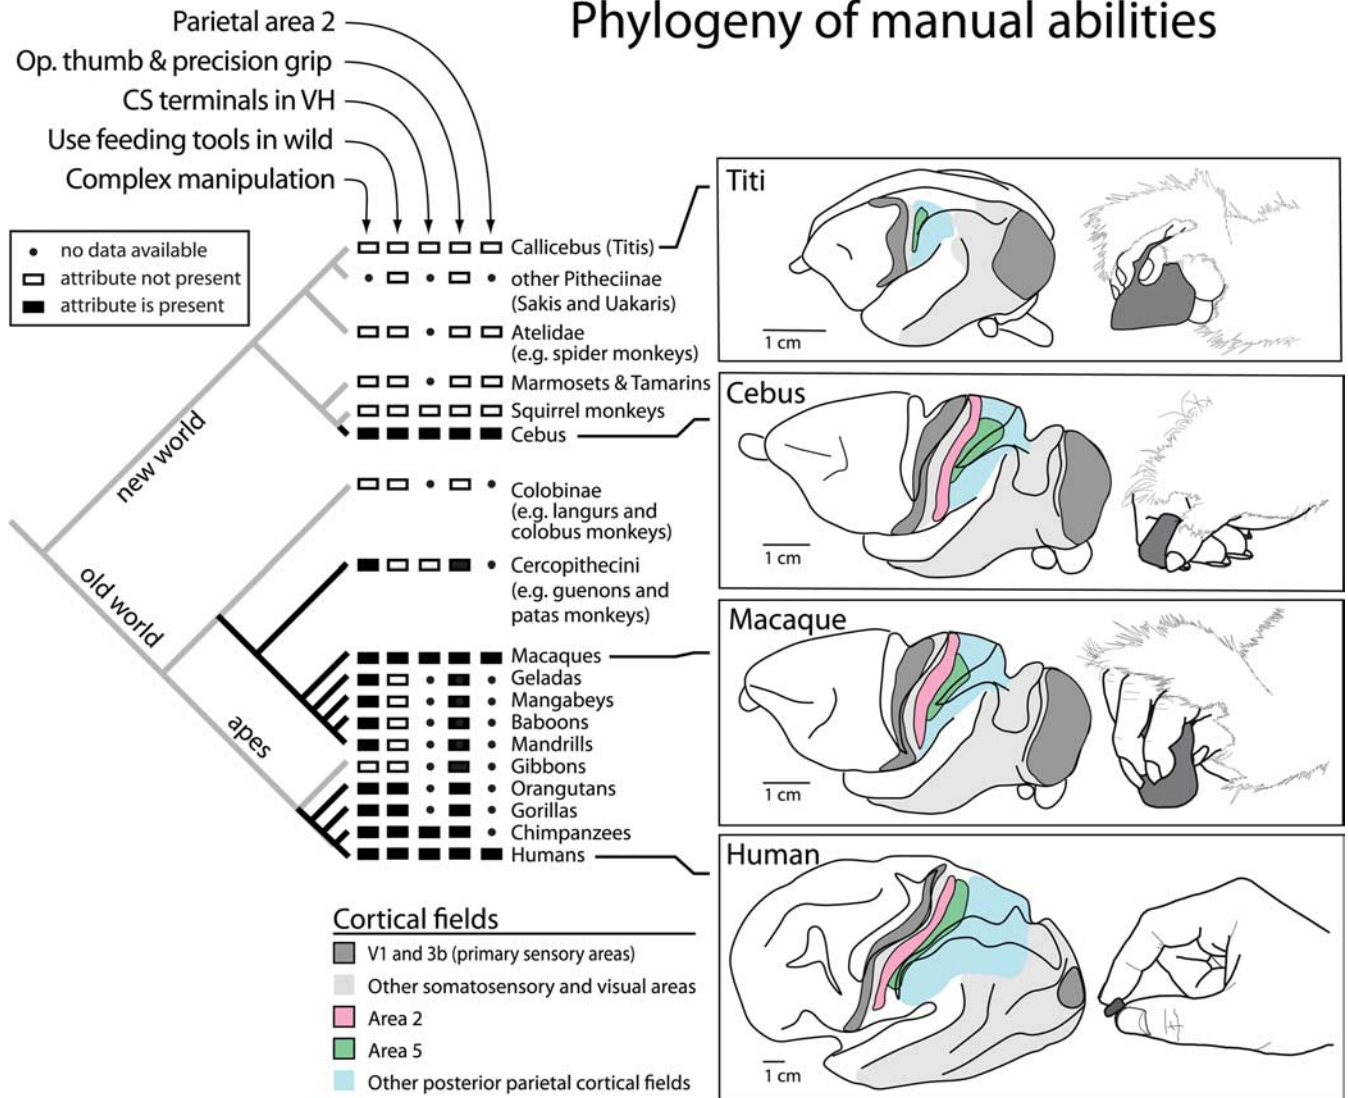 Phylogeny of manual abilities
Parietal area 2
Op. thumb & precision grip
CS terminals in VH
Use feeding tools in wild
Complex manipulation
no data available
attribute not present
attribute is present
new world
old world
apes
Callicebus (Titis)
other Pitheciinae
(Sakis and Uakaris)
Atelidae
(e.g. spider monkeys)
Marmosets & Tamarins
Squirrel monkeys
Cebus
Colobinae
(e.g. langurs and
colobus monkeys)
Cercopithecini
(e.g. guenons and
patas monkeys)
Macaques
Geladas
Mangabeys
Baboons
Mandrills
Gibbons
Orangutans
Gorillas
Chimpanzees
Humans
Cortical fields
V1 and 3b (primary sensory areas)
Other somatosensory and visual areas
Area 2
Area 5
Other posterior parietal cortical fields
Titi
1 cm
Cebus
1 cm
Macaque
1 cm
Human
1 cm